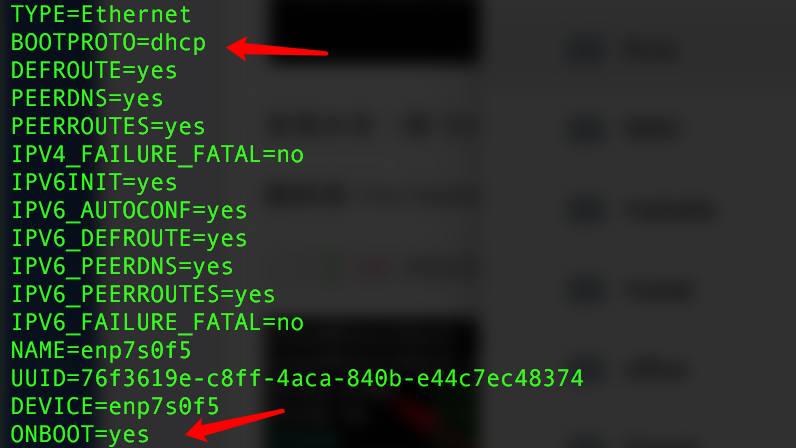 TYPE=Ethernet
BOOTPROTO=dhcp
DEFROUTE=yes
PEERDNS=yes
PEERROUTES=yes
IPV4_FAILURE_FATAL=no
IPV6INIT=yes
IPV6_AUTOCONF=yes
IPV6_DEFROUTE=yes
IPV6_PEERDNS=yes
IPV6_PEERROUTES=yes
IPV6_FAILURE_FATAL=no
NAME=enp7s0f5
UUID=76f3619e-c8ff-4aca-840b-e44c7ec48374
DEVICE=enp7s0f5
ONBOOT=yes